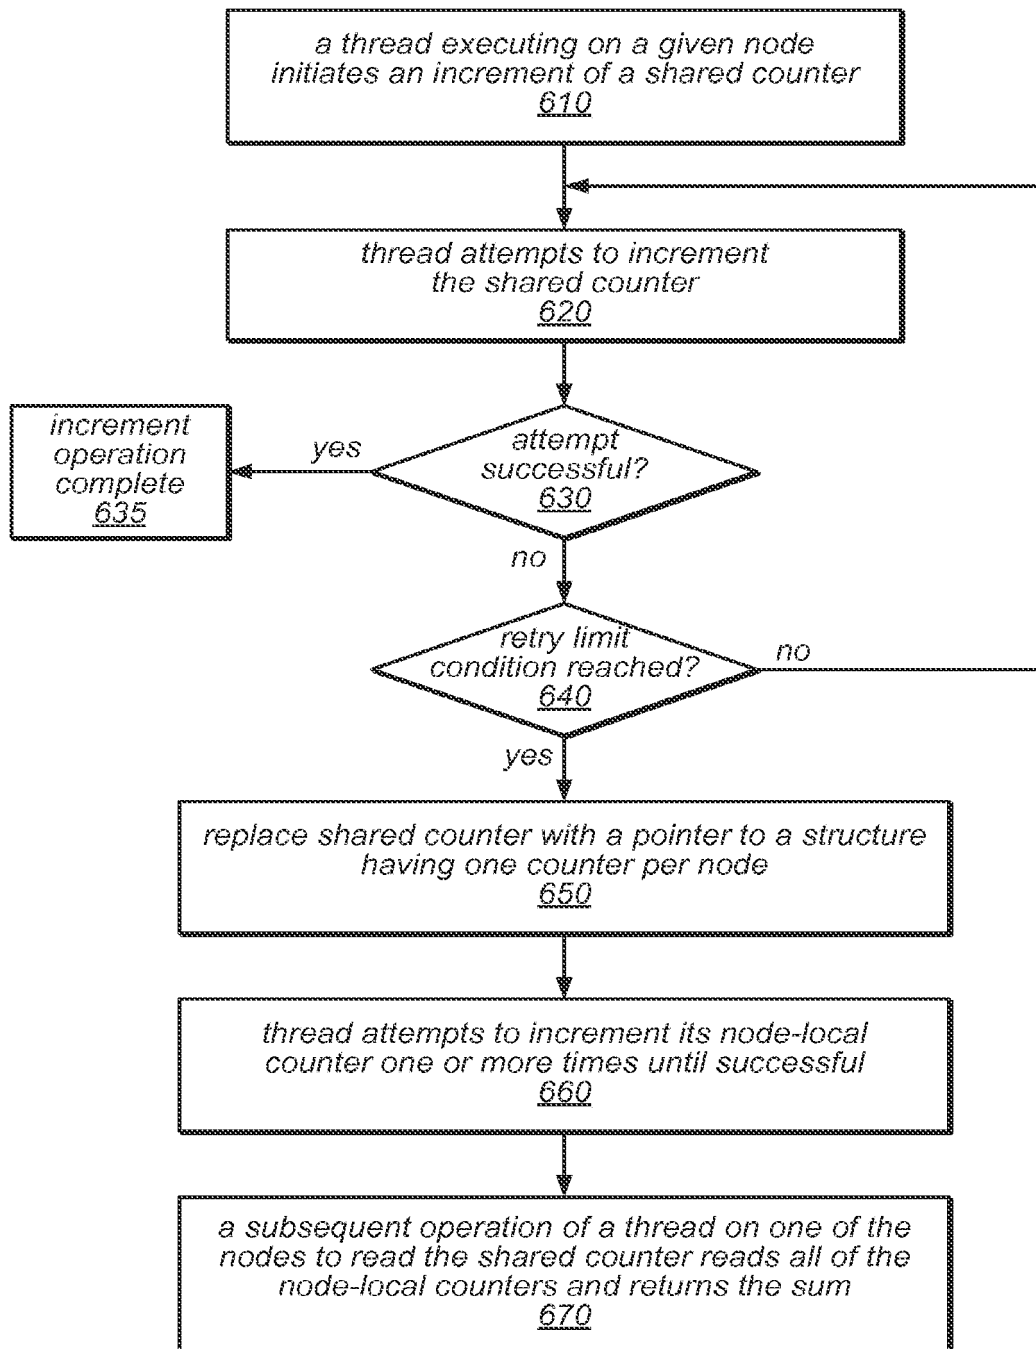 a thread executing on a given node
initiates an increment of a shared counter
610
thread attempts to increment
the shared counter
620
increment
operation
complete
635
yes
attempt
successful?
630
no
retry limit
condition reached?
640
no
yes
replace shared counter with a pointer to a structure
having one counter per node
650
thread attempts to increment its node-local
counter one or more times until successful
660
a subsequent operation of a thread on one of the
nodes to read the shared counter reads all of the
node-local counters and returns the sum
670